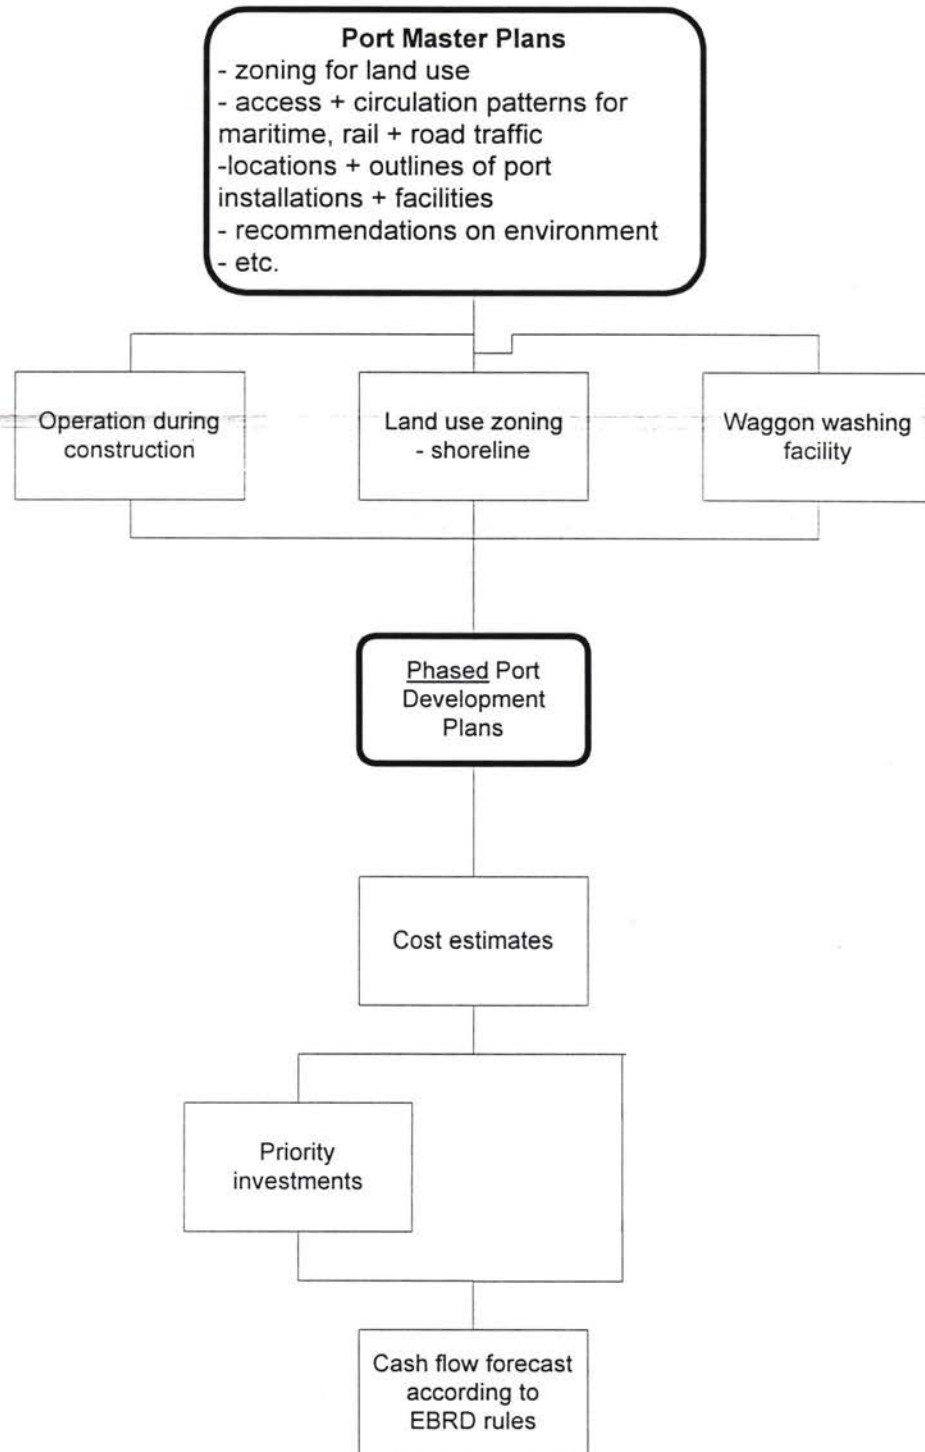 Port Master Plans
- zoning for land use
- access + circulation patterns for
maritime, rail + road traffic
-locations + outlines of port
installations + facilities
- recommendations on environment
- etc.
Operation during
construction
Land use zoning
- shoreline
Waggon washing
facility
Phased Port
Development
Plans
Cost estimates
Priority
investments
Cash flow forecast
according to
EBRD rules